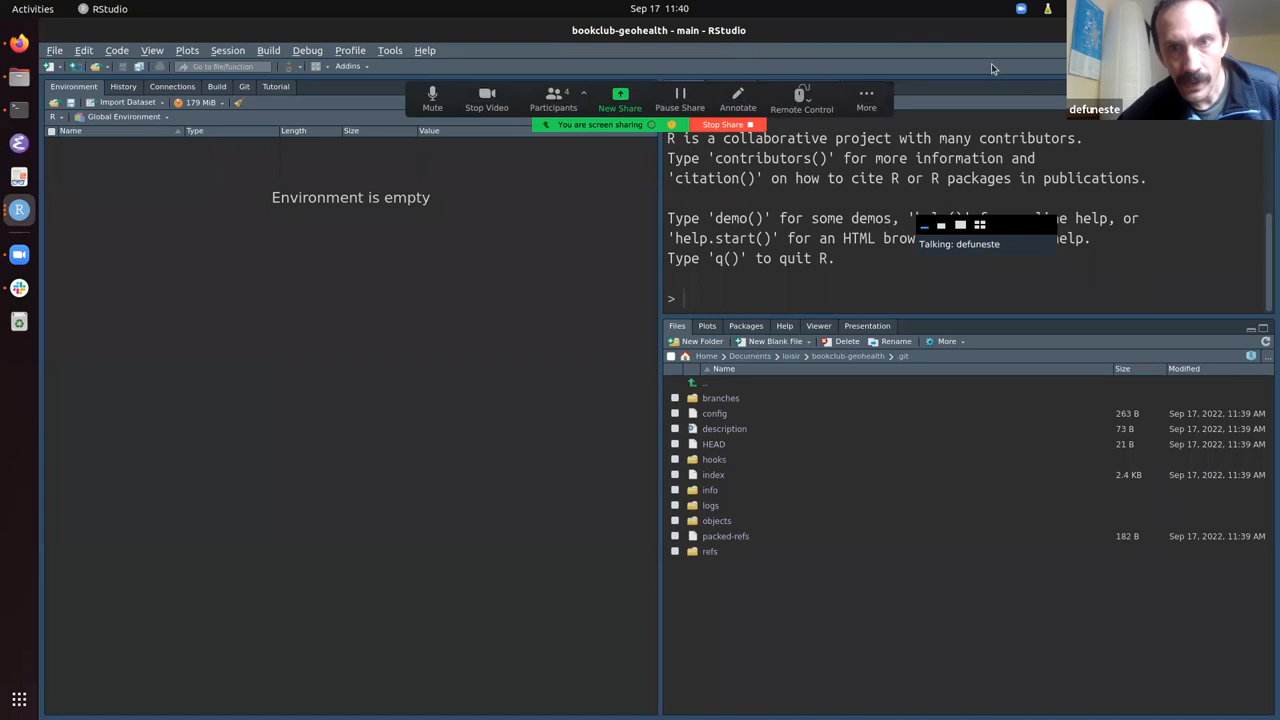 Activities
RStudio
Sep 17 11:40
bookclub-geohealth - main - RStudio
File Edit Code View Plots Session Build Debug Profile Tools Help
Go to file/function
Addins
defuneste
Environment History Connections Build Git Tutorial
Import Dataset
179 MiB
R
Global Environment
Name Type Length Size Value
Environment is empty
Mute
Stop Video
4
Participants
New Share
Pause Share
Annotate
Remote Control
More
You are screen sharing
Stop Share
R is a collaborative project with many contributors.
Type 'contributors()' for more information and
'citation()' on how to cite R or R packages in publications.
Type 'demo()' for some demos,
help, or
'help.start()' for an HTML
help.
Type 'q()' to quit R.
>
Talking: defuneste
Files Plots Packages Help Viewer Presentation
New Folder New Blank File Delete Rename More
Home Documents loisir bookclub-geohealth .git
...
Name Size Modified
..
branches
config 263 B Sep 17, 2022, 11:39 AM
description 73 B Sep 17, 2022, 11:39 AM
HEAD 21 B Sep 17, 2022, 11:39 AM
hooks
index 2.4 KB Sep 17, 2022, 11:39 AM
info
logs
objects
packed-refs 182 B Sep 17, 2022, 11:39 AM
refs